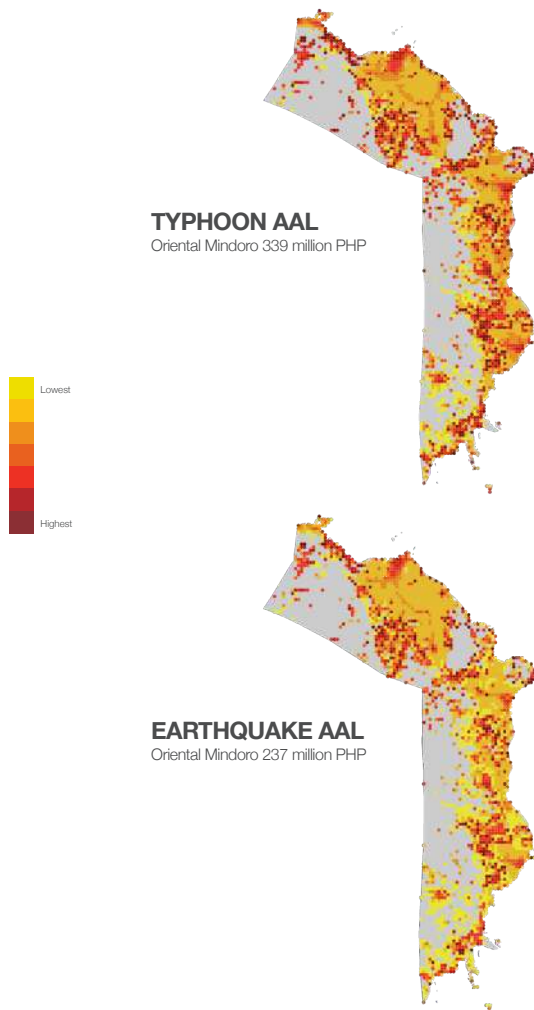 TYPHOON AAL
Oriental Mindoro 339 million PHP
Lowest
Highest
EARTHQUAKE AAL
Oriental Mindoro 237 million PHP